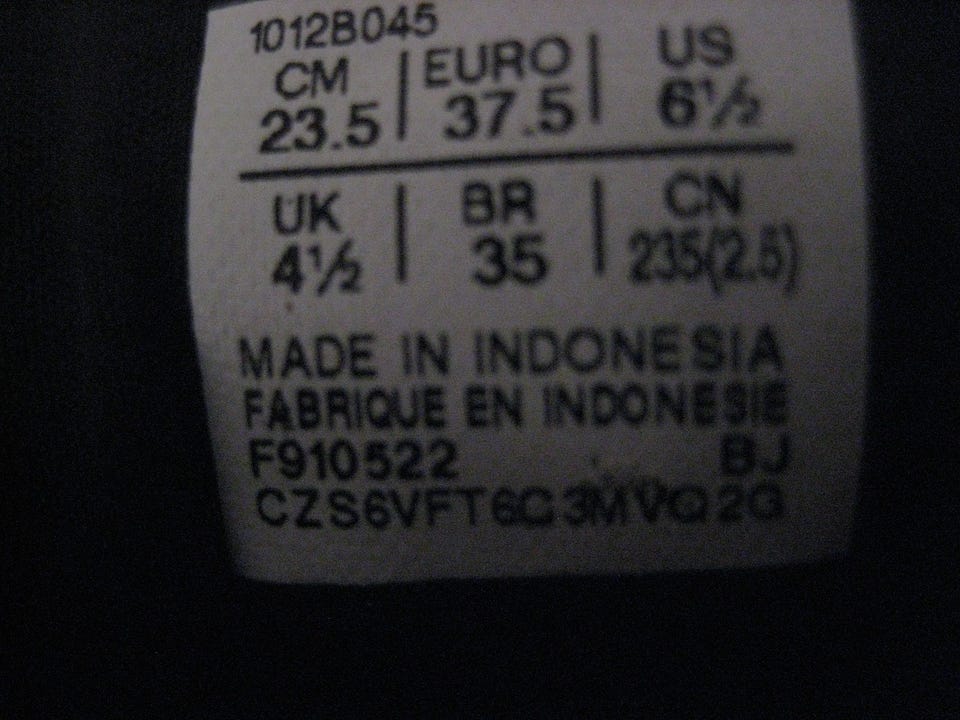 1012B045
CM | EURO | US
23.5 | 37.5 | 6½
UK | BR | CN
4½ | 35 | 235(2.5)
MADE IN INDONESIA
FABRIQUE EN INDONESIE
F910522 BJ